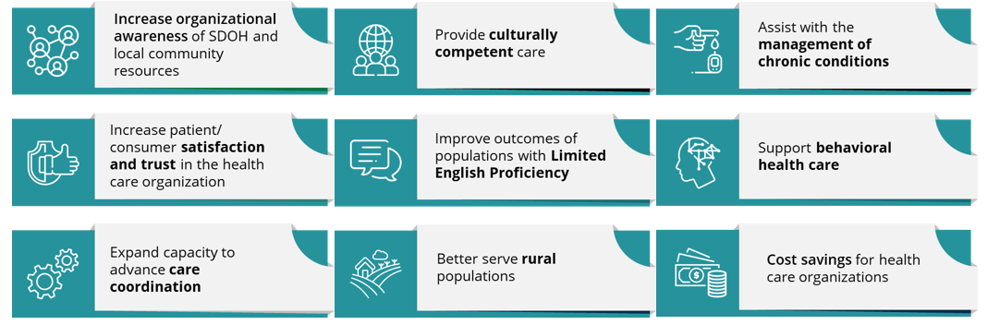 Increase organizational
awareness of SDOH and
local community
resources
Provide culturally
competent care
Assist with the
management of
chronic conditions
Increase patient/
consumer satisfaction
and trust in the health
care organization
Improve outcomes of
populations with Limited
English Proficiency
Support behavioral
health care
Expand capacity to
advance care
coordination
Better serve rural
populations
Cost savings for health
care organizations